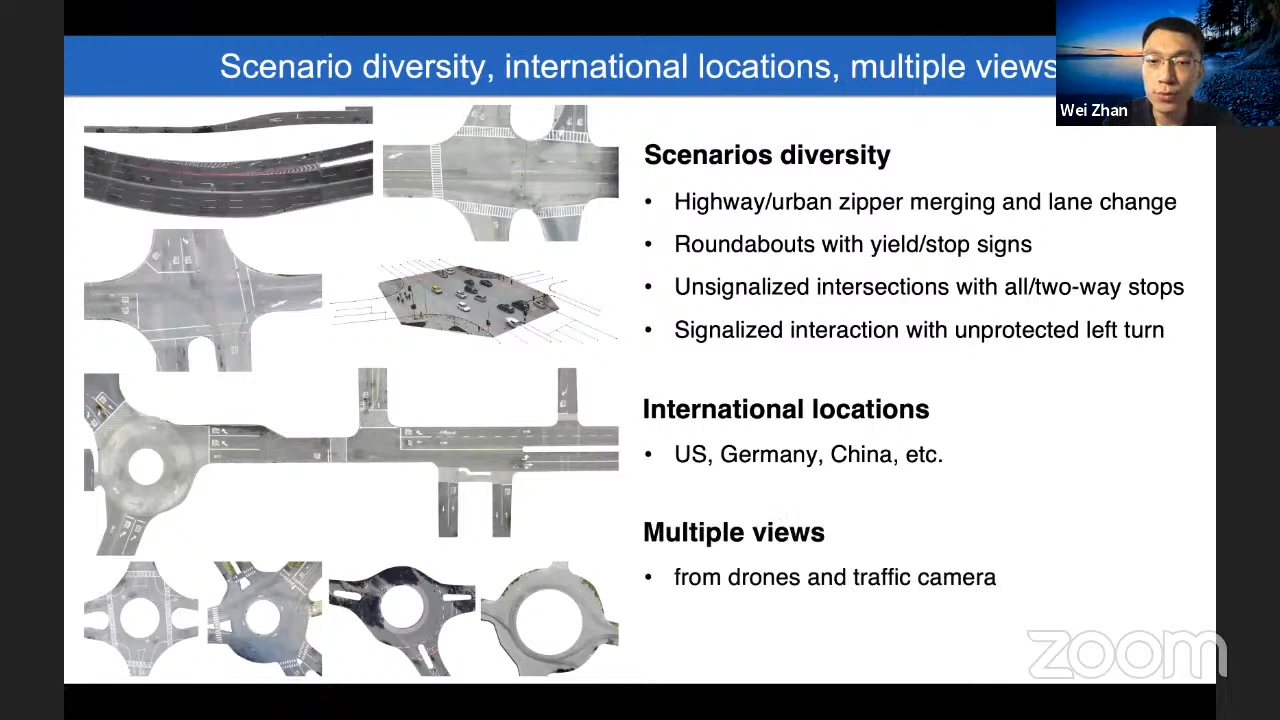 Scenario diversity, international locations, multiple views
Wei Zhan
Scenarios diversity
• Highway/urban zipper merging and lane change
• Roundabouts with yield/stop signs
• Unsignalized intersections with all/two-way stops
• Signalized interaction with unprotected left turn
International locations
• US, Germany, China, etc.
Multiple views
• from drones and traffic camera
zoom